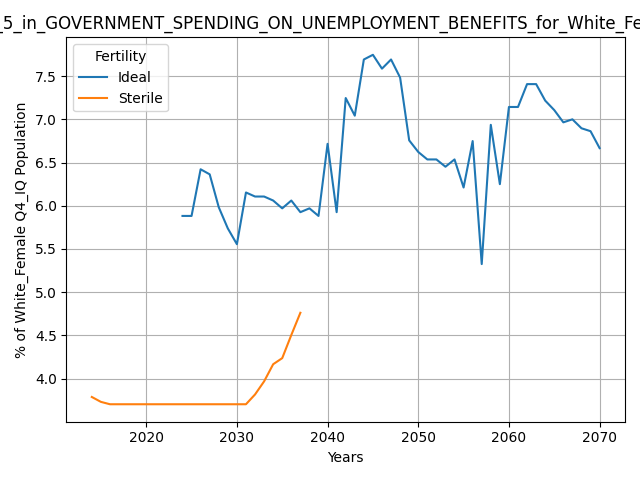 _5_in_GOVERNMENT_SPENDING_ON_UNEMPLOYMENT_BENEFITS_for_White_Fe
Fertility
Ideal
Sterile
% of White_Female Q4_IQ Population
7.5
7.0
6.5
6.0
5.5
5.0
4.5
4.0
2020 2030 2040 2050 2060 2070
Years